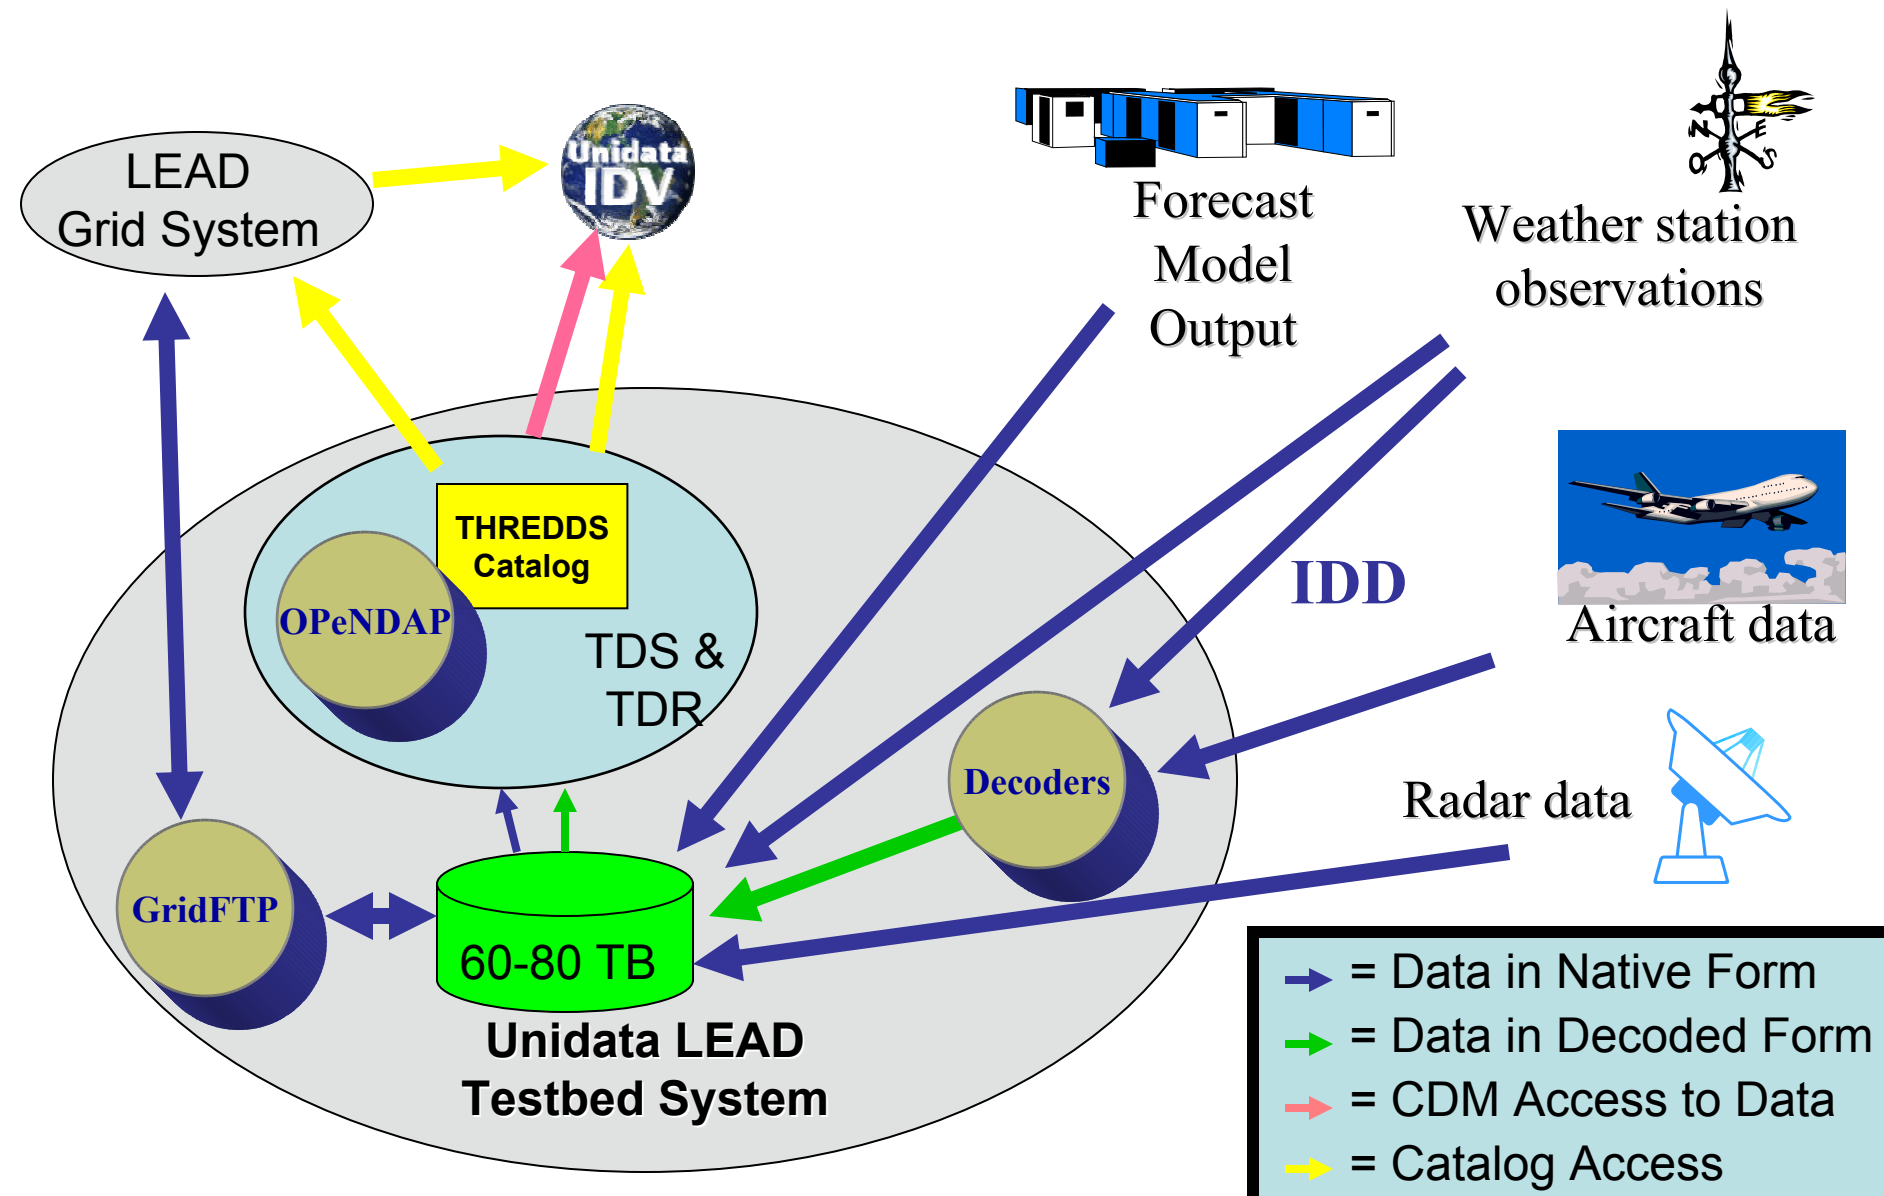 LEAD
Grid System
Unidata
IDV
Forecast
Model
Output
N E
O S
Weather station
observations
THREDDS
Catalog
OPeNDAP
TDS &
TDR
IDD
Aircraft data
Decoders
Radar data
GridFTP
60-80 TB
Unidata LEAD
Testbed System
= Data in Native Form
= Data in Decoded Form
= CDM Access to Data
= Catalog Access